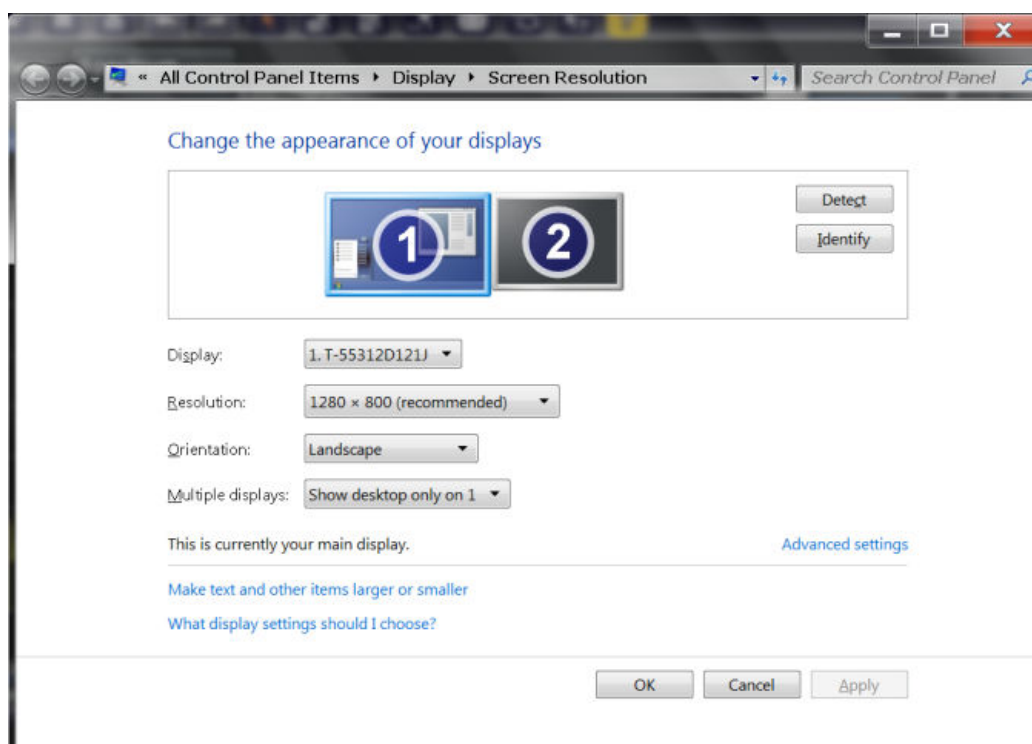 « All Control Panel Items ▸ Display ▸ Screen Resolution Search Control Panel
Change the appearance of your displays
1 2
Detect
Identify
Display: 1. T-55312D121J
Resolution: 1280 × 800 (recommended)
Orientation: Landscape
Multiple displays: Show desktop only on 1
This is currently your main display. Advanced settings
Make text and other items larger or smaller
What display settings should I choose?
OK Cancel Apply